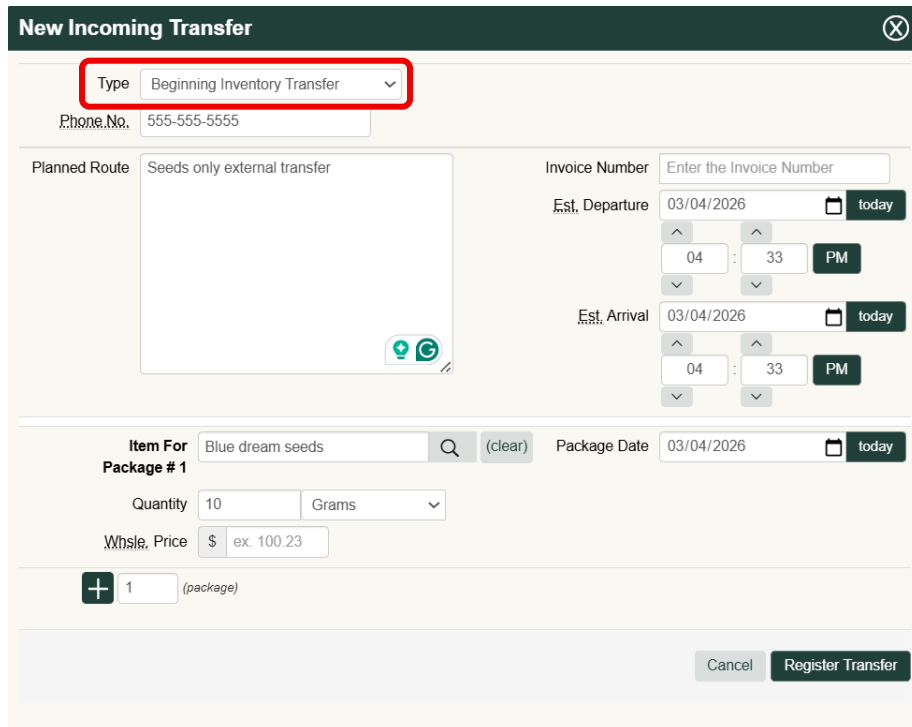 New Incoming Transfer
Type Beginning Inventory Transfer
Phone No. 555-555-5555
Planned Route Seeds only external transfer
Invoice Number Enter the Invoice Number
Est. Departure 03/04/2026 today
04 : 33 PM
Est. Arrival 03/04/2026 today
04 : 33 PM
Item For Package # 1 Blue dream seeds (clear)
Package Date 03/04/2026 today
Quantity 10 Grams
Whsle. Price $ ex. 100.23
1 (package)
Cancel Register Transfer